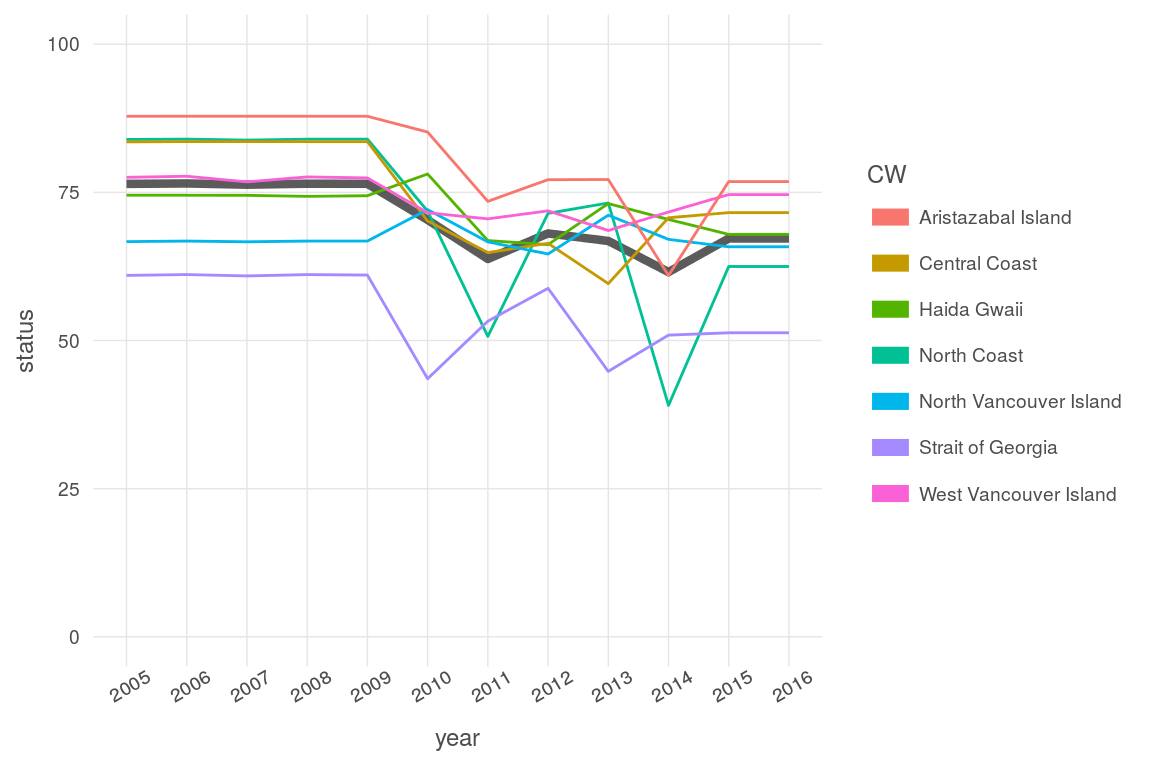 100
75
50
25
0
status
2005
2006
2007
2008
2009
2010
2011
2012
2013
2014
2015
2016
year
CW
Aristazabal Island
Central Coast
Haida Gwaii
North Coast
North Vancouver Island
Strait of Georgia
West Vancouver Island